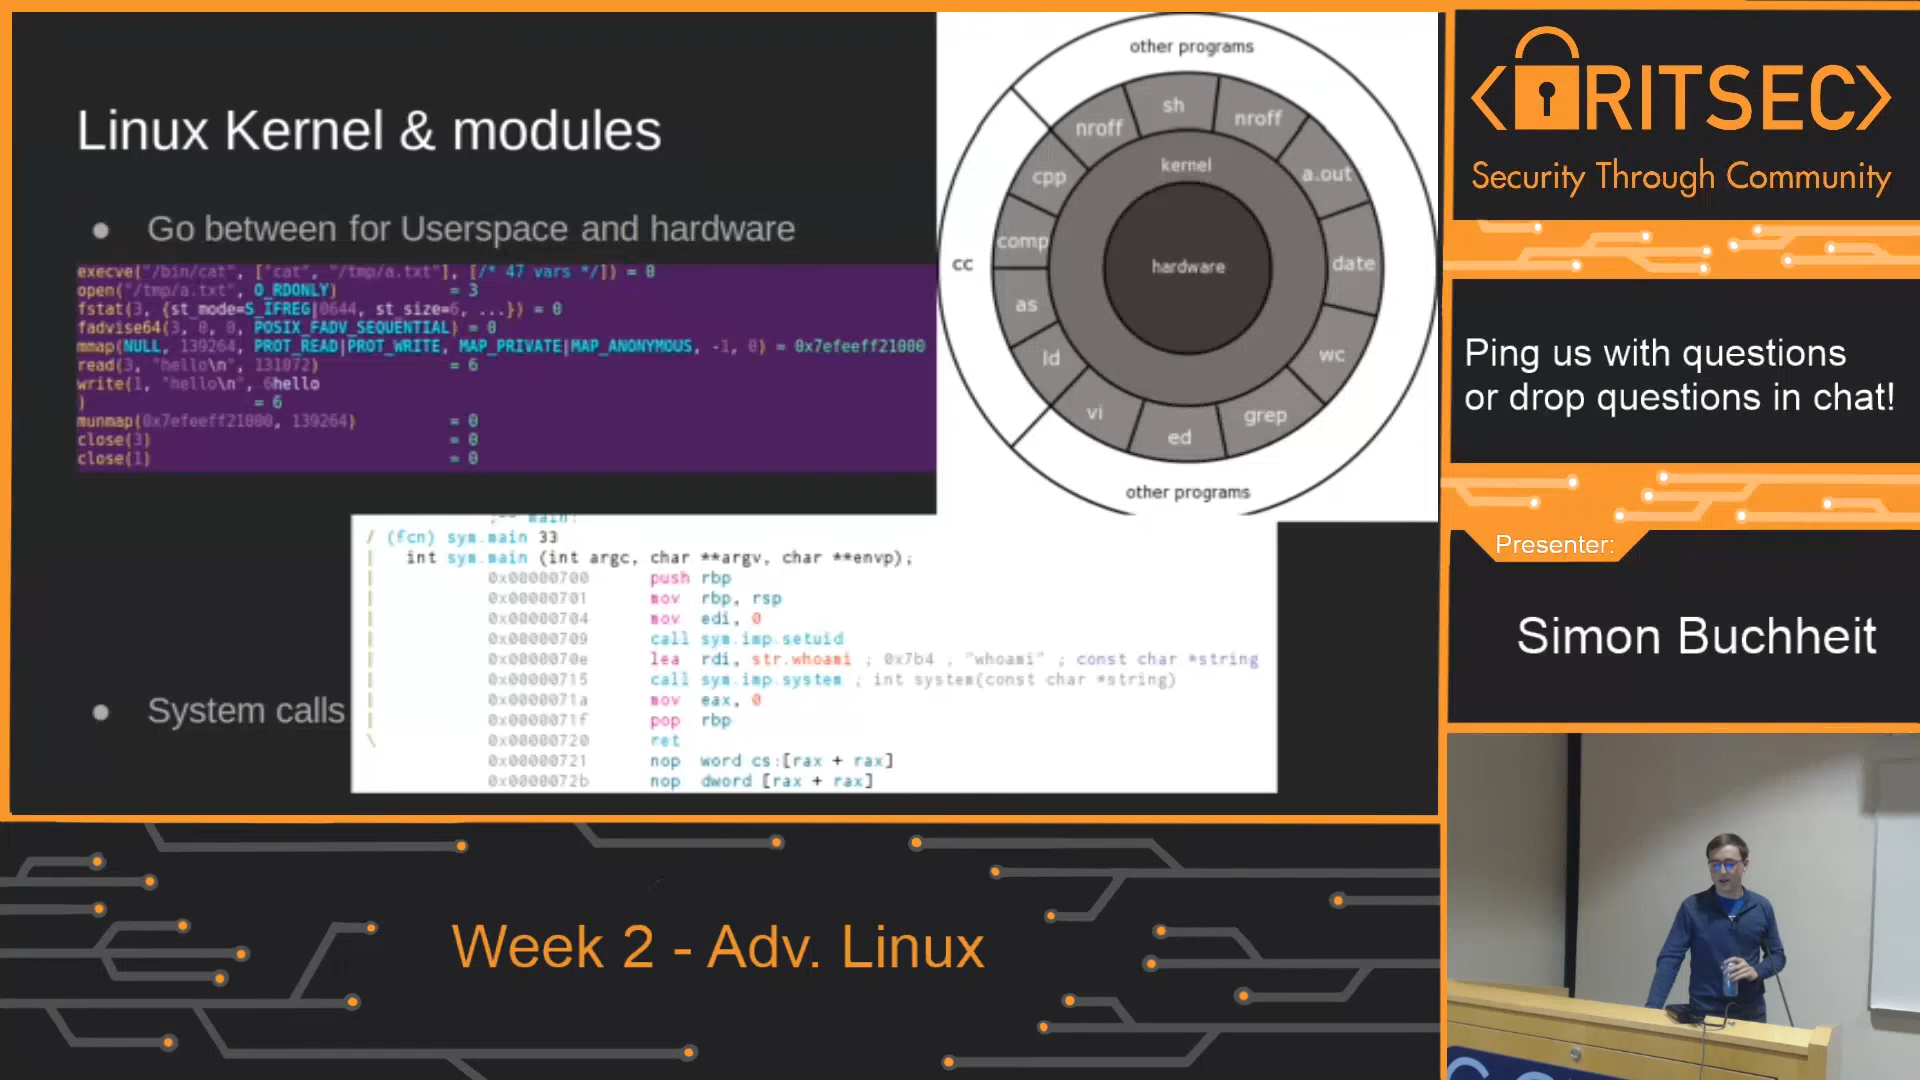 Linux Kernel & modules
● Go between for Userspace and hardware
execve("/bin/cat", ["cat", "/tmp/a.txt"], [/* 47 vars */]) = 0
open("/tmp/a.txt", O_RDONLY) = 3
fstat(3, {st_mode=S_IFREG|0644, st_size=6, ...}) = 0
fadvise64(3, 0, 0, POSIX_FADV_SEQUENTIAL) = 0
mmap(NULL, 139264, PROT_READ|PROT_WRITE, MAP_PRIVATE|MAP_ANONYMOUS, -1, 0) = 0x7efeeff21000
read(3, "hello\n", 131072) = 6
write(1, "hello\n", 6hello
) = 6
munmap(0x7efeeff21000, 139264) = 0
close(3) = 0
close(1) = 0
other programs
sh
nroff
nroff
kernel
cpp
a.out
comp
cc
hardware
date
as
ld
wc
vi
grep
ed
other programs
;-- main:
/ (fcn) sym.main 33
| int sym.main (int argc, char **argv, char **envp);
| 0x00000700 push rbp
| 0x00000701 mov rbp, rsp
| 0x00000704 mov edi, 0
| 0x00000709 call sym.imp.setuid
| 0x0000070e lea rdi, str.whoami ; 0x7b4 ; "whoami" ; const char *string
| 0x00000715 call sym.imp.system ; int system(const char *string)
| 0x0000071a mov eax, 0
| 0x0000071f pop rbp
\ 0x00000720 ret
0x00000721 nop word cs:[rax + rax]
0x0000072b nop dword [rax + rax]
● System calls
Week 2 - Adv. Linux
RITSEC
Security Through Community
Ping us with questions
or drop questions in chat!
Presenter:
Simon Buchheit